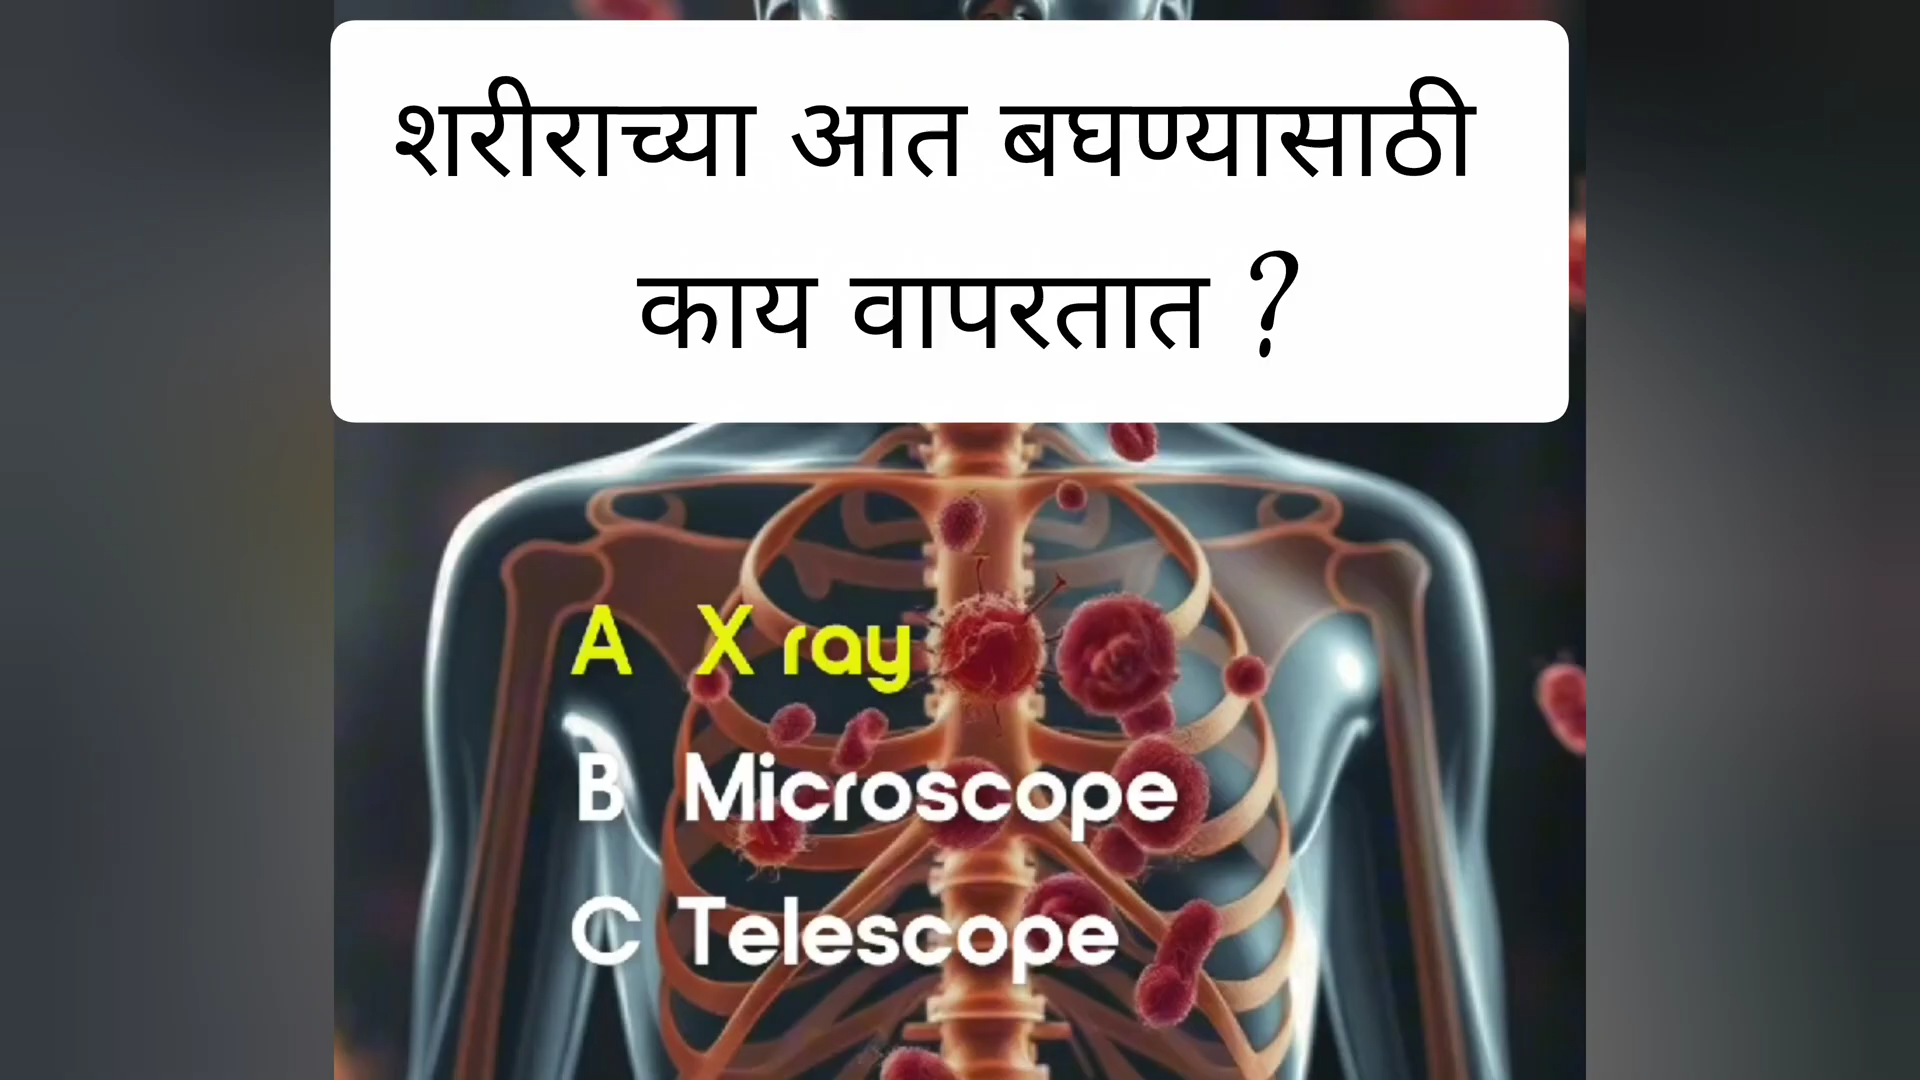 शरीराच्या आत बघण्यासाठी
काय वापरतात ?
A X ray
B Microscope
C Telescope